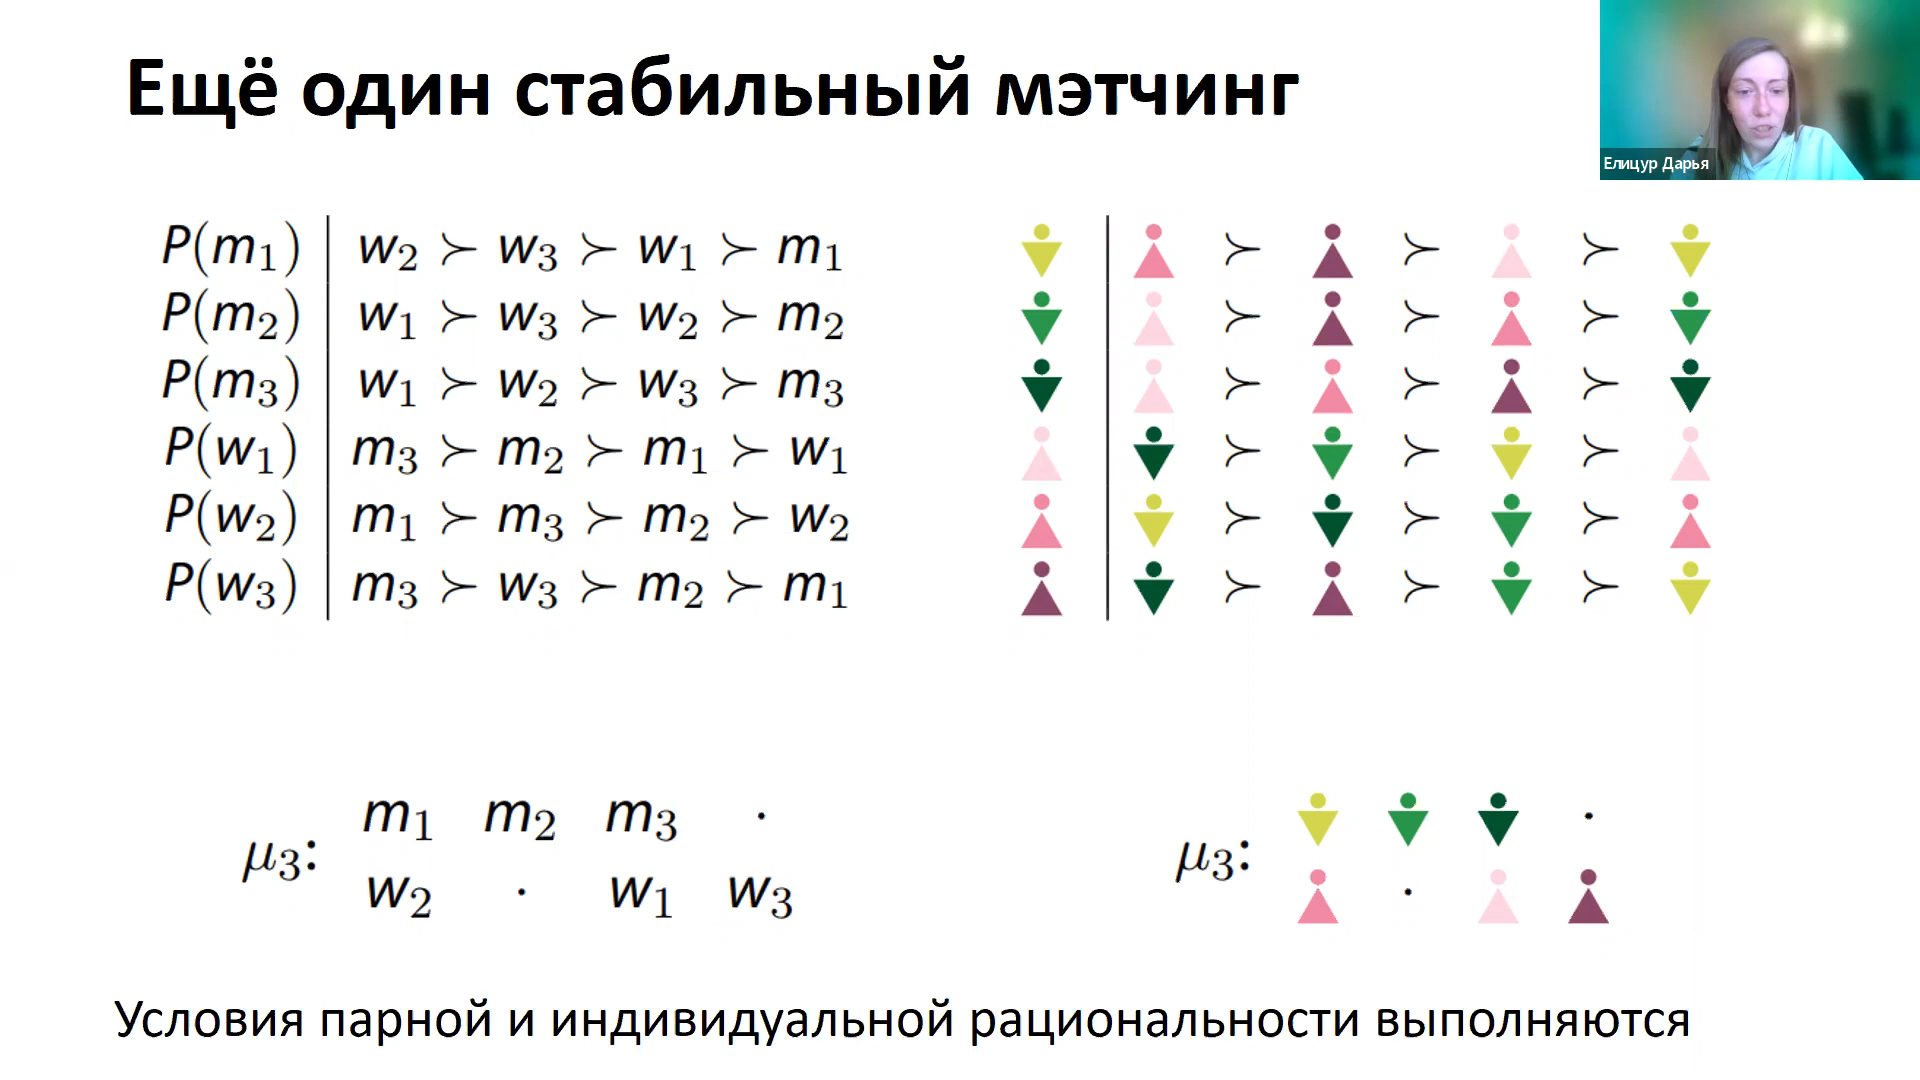 Ещё один стабильный мэтчинг
Елицур Дарья
P(m₁) | w₂ ≻ w₃ ≻ w₁ ≻ m₁
P(m₂) | w₁ ≻ w₃ ≻ w₂ ≻ m₂
P(m₃) | w₁ ≻ w₂ ≻ w₃ ≻ m₃
P(w₁) | m₃ ≻ m₂ ≻ m₁ ≻ w₁
P(w₂) | m₁ ≻ m₃ ≻ m₂ ≻ w₂
P(w₃) | m₃ ≻ w₃ ≻ m₂ ≻ m₁
≻ ≻ ≻
≻ ≻ ≻
≻ ≻ ≻
≻ ≻ ≻
≻ ≻ ≻
≻ ≻ ≻
μ₃:
m₁ m₂ m₃ ·
w₂ · w₁ w₃
μ₃:
·
·
Условия парной и индивидуальной рациональности выполняются